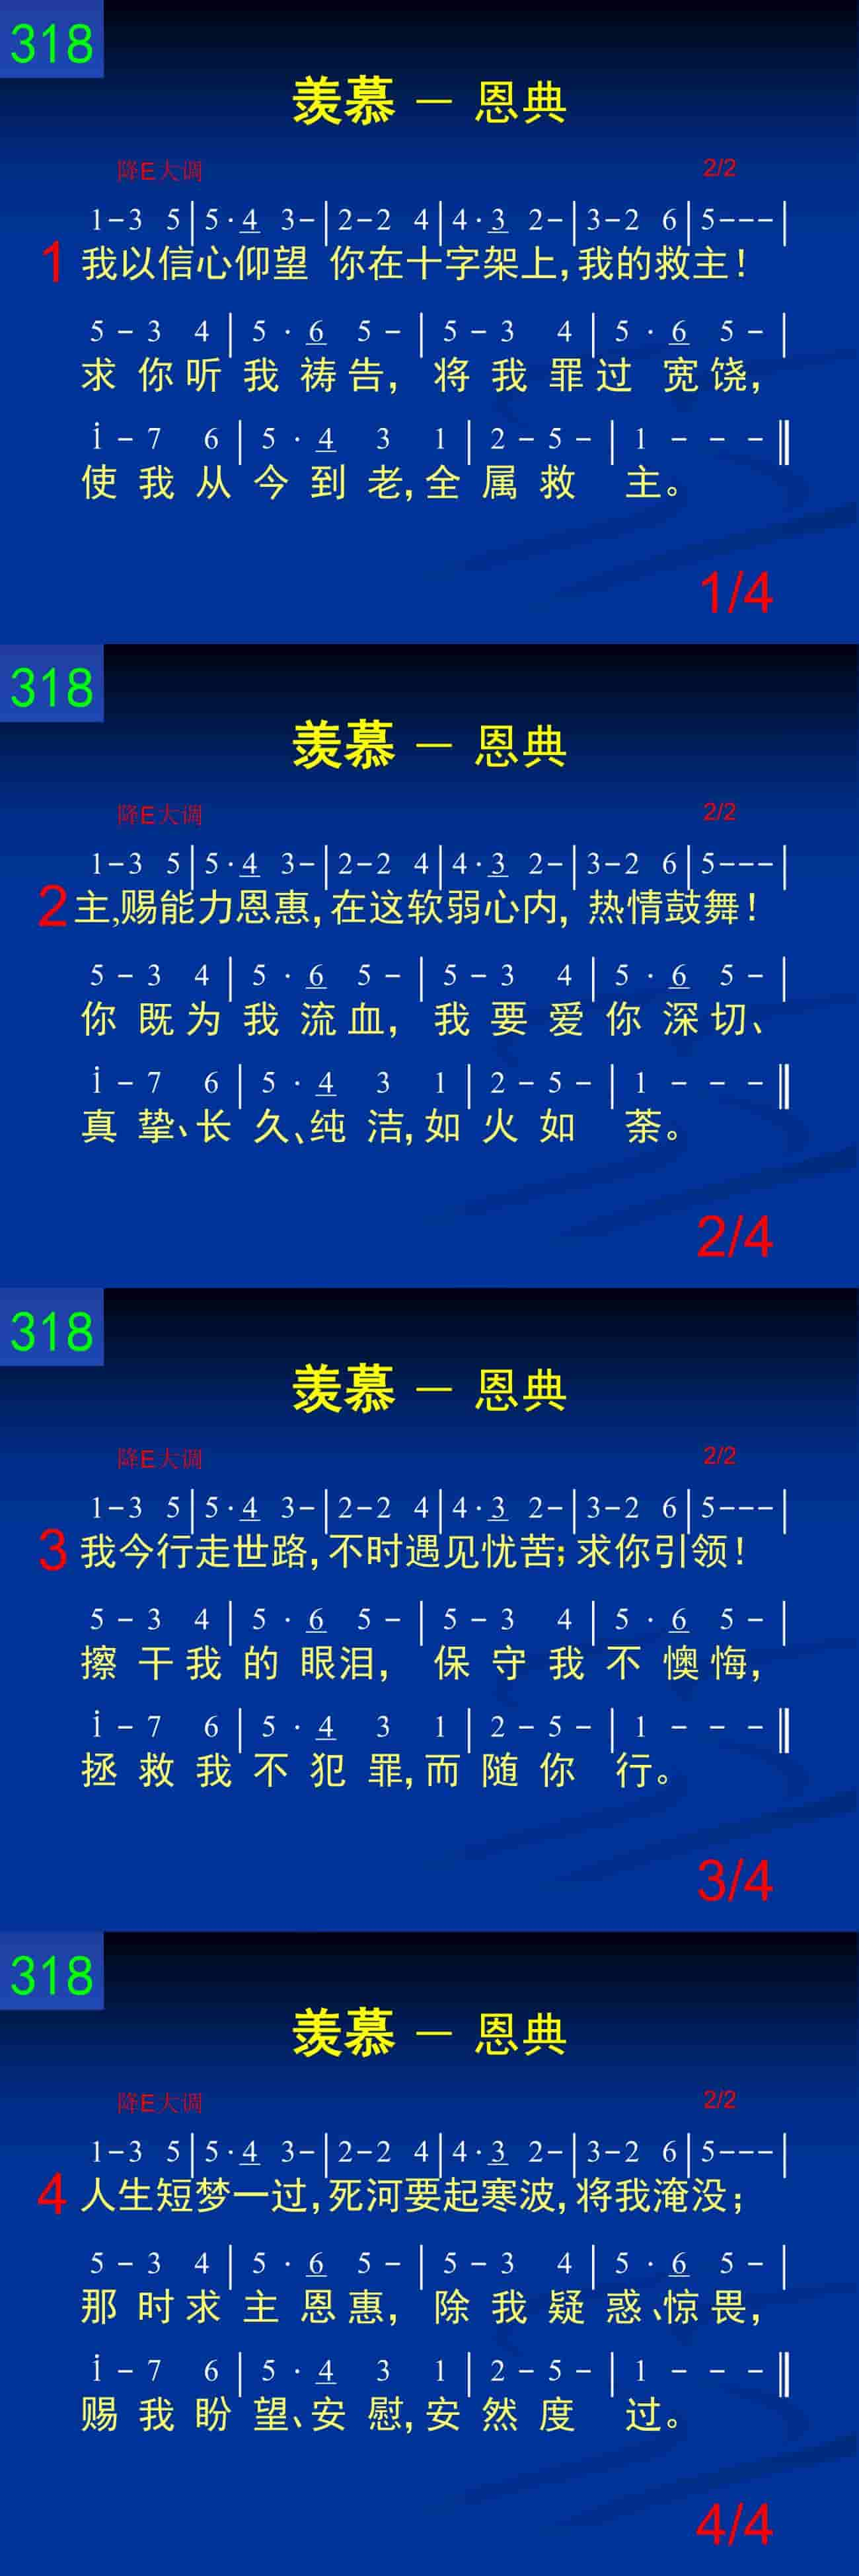 318
羡慕 — 恩典
降E大调 2/2
1-3 5|5·4 3-|2-2 4|4·3 2-|3-2 6|5---|
1 我以信心仰望 你在十字架上,我的救主!
5 - 3 4 | 5 · 6 5 - | 5 - 3 4 | 5 · 6 5 - |
求你听我祷告,将我罪过宽饶,
i - 7 6 | 5 · 4 3 1 | 2 - 5 - | 1 - - - ‖
使我从今到老,全属救主。
1/4
318
羡慕 — 恩典
降E大调 2/2
1-3 5|5·4 3-|2-2 4|4·3 2-|3-2 6|5---|
2 主,赐能力恩惠,在这软弱心内,热情鼓舞!
5 - 3 4 | 5 · 6 5 - | 5 - 3 4 | 5 · 6 5 - |
你既为我流血,我要爱你深切、
i - 7 6 | 5 · 4 3 1 | 2 - 5 - | 1 - - - ‖
真挚、长久、纯洁,如火如荼。
2/4
318
羡慕 — 恩典
降E大调 2/2
1-3 5|5·4 3-|2-2 4|4·3 2-|3-2 6|5---|
3 我今行走世路,不时遇见忧苦;求你引领!
5 - 3 4 | 5 · 6 5 - | 5 - 3 4 | 5 · 6 5 - |
擦干我的眼泪,保守我不懊悔,
i - 7 6 | 5 · 4 3 1 | 2 - 5 - | 1 - - - ‖
拯救我不犯罪,而随你行。
3/4
318
羡慕 — 恩典
降E大调 2/2
1-3 5|5·4 3-|2-2 4|4·3 2-|3-2 6|5---|
4 人生短梦一过,死河要起寒波,将我淹没;
5 - 3 4 | 5 · 6 5 - | 5 - 3 4 | 5 · 6 5 - |
那时求主恩惠,除我疑惑、惊畏,
i - 7 6 | 5 · 4 3 1 | 2 - 5 - | 1 - - - ‖
赐我盼望、安慰,安然度过。
4/4